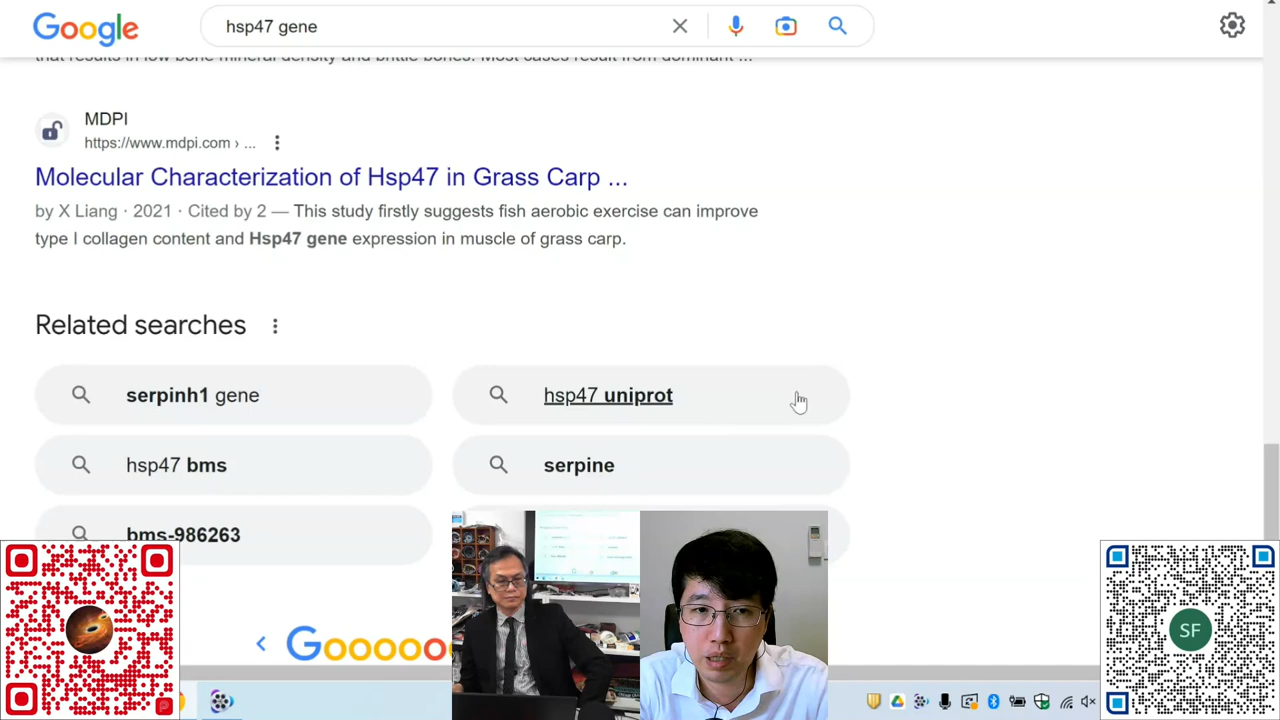 Google
hsp47 gene
that results in low bone mineral density and brittle bones. Most cases result from dominant ...
MDPI
https://www.mdpi.com › ...
Molecular Characterization of Hsp47 in Grass Carp ...
by X Liang · 2021 · Cited by 2 — This study firstly suggests fish aerobic exercise can improve
type I collagen content and Hsp47 gene expression in muscle of grass carp.
Related searches
serpinh1 gene
hsp47 uniprot
hsp47 bms
serpine
bms-986263
Gooooo
SF